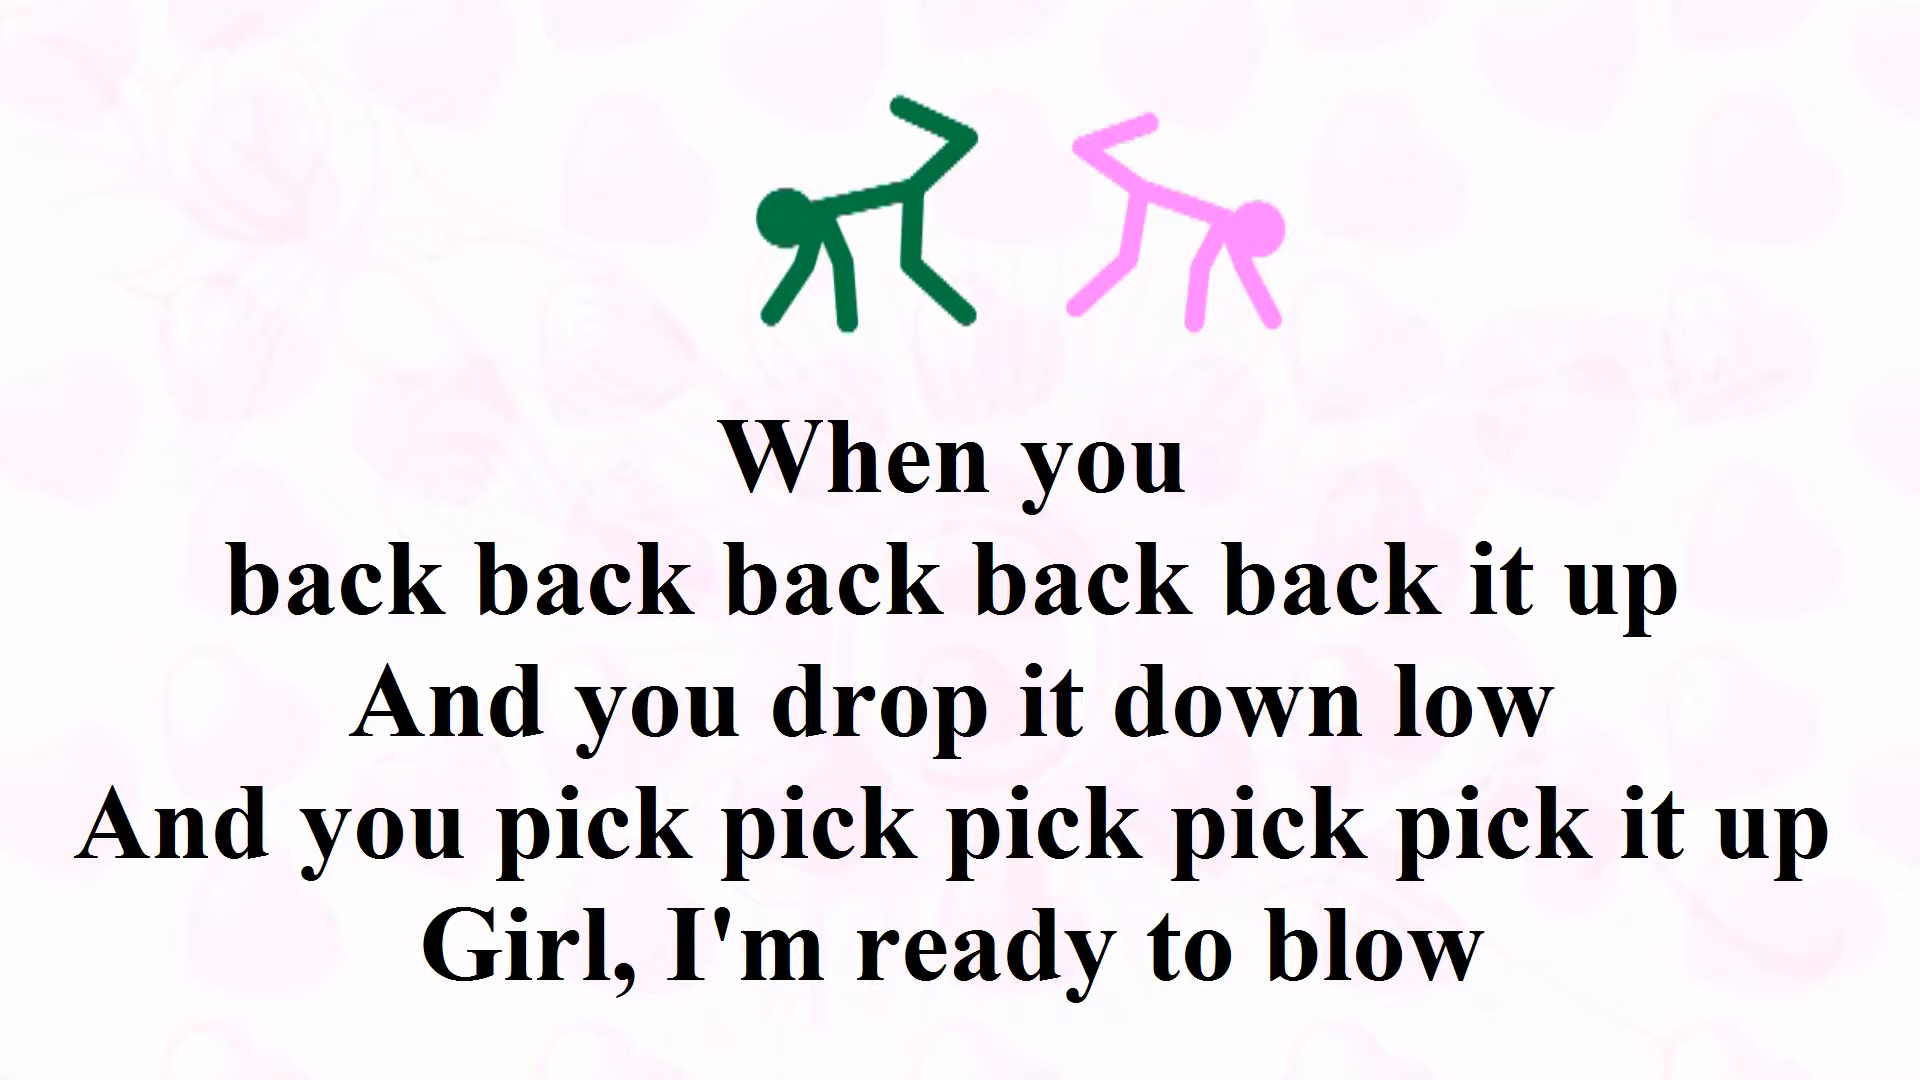 When you
back back back back back it up
And you drop it down low
And you pick pick pick pick pick it up
Girl, I'm ready to blow